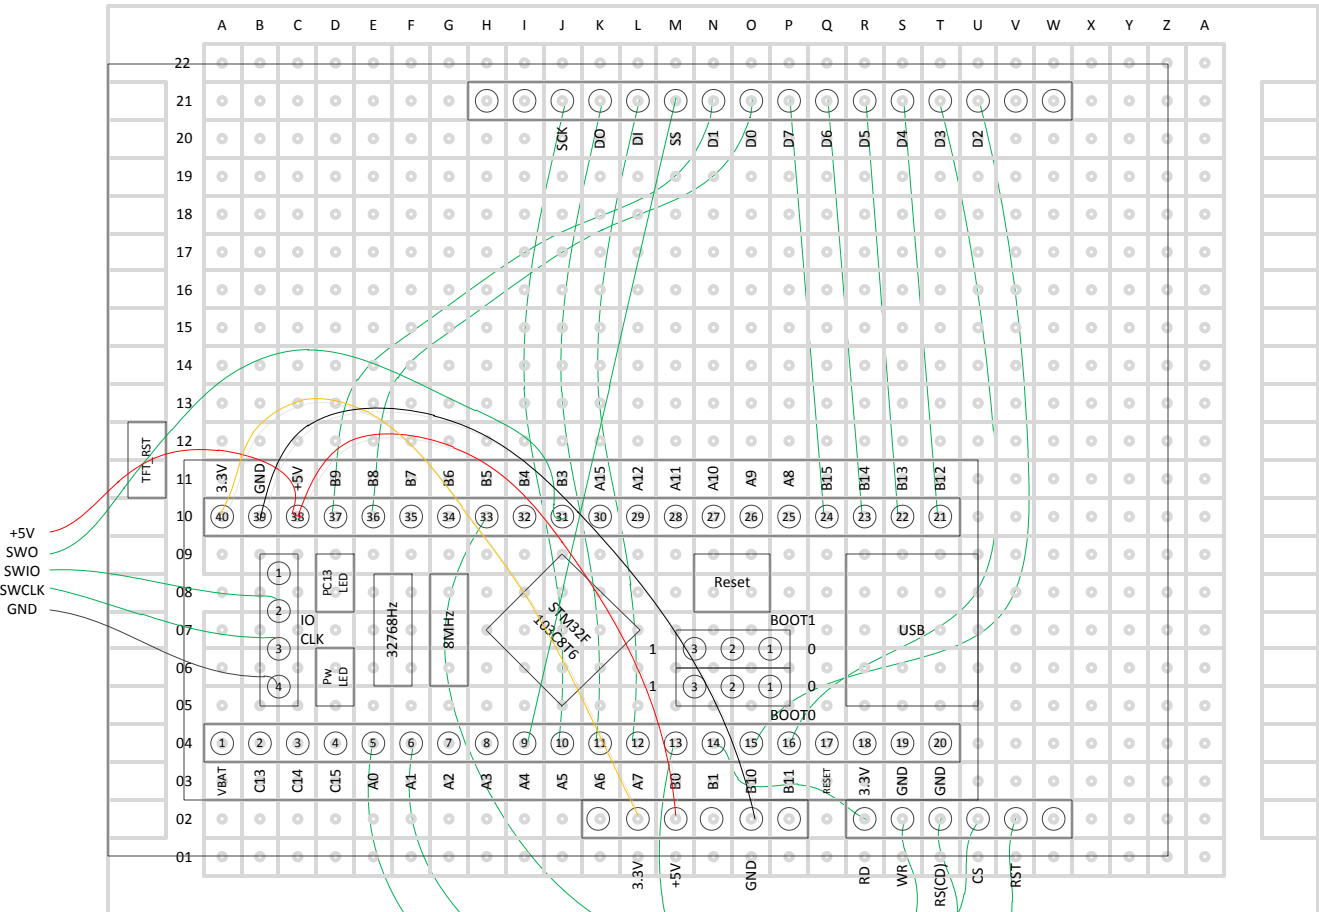 A B C D E F G H I J K L M N O P Q R S T U V W X Y Z A
22
21
20 SCK DO DI SS D1 D0 D7 D6 D5 D4 D3 D2
19
18
17
16
15
14
13
12
TFT_RST
11 3.3V GND +5V B9 B8 B7 B6 B5 B4 B3 A15 A12 A11 A10 A9 A8 B15 B14 B13 B12
10 40 39 38 37 36 35 34 33 32 31 30 29 28 27 26 25 24 23 22 21
+5V
SWO
SWIO
SWCLK
GND
09
08
07
06
05
1
2
3
4
IO
CLK
PC13
LED
Pw
LED
32768Hz
8MHz
STM32F
103C8T6
Reset
BOOT1
1 3 2 1 0
1 3 2 1 0
BOOT0
USB
04 1 2 3 4 5 6 7 8 9 10 11 12 13 14 15 16 17 18 19 20
03 VBAT C13 C14 C15 A0 A1 A2 A3 A4 A5 A6 A7 B0 B1 B10 B11 RESET 3.3V GND GND
02
01
3.3V +5V GND RD WR RS(CD) CS RST